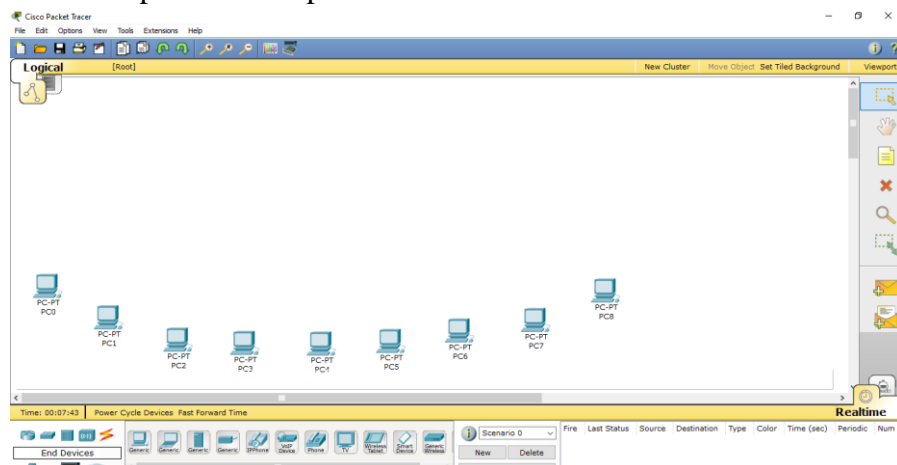 Cisco Packet Tracer
File Edit Options View Tools Extensions Help
Logical [Root] New Cluster Move Object Set Tiled Background Viewport
PC-PT
PC0
PC-PT
PC1
PC-PT
PC2
PC-PT
PC3
PC-PT
PC4
PC-PT
PC5
PC-PT
PC6
PC-PT
PC7
PC-PT
PC8
Time: 00:07:43 Power Cycle Devices Fast Forward Time Realtime
Scenario 0 Fire Last Status Source Destination Type Color Time (sec) Periodic Num
New Delete
End Devices
Generic Generic Generic Generic IPPhone VoIP Device Phone TV Wireless Tablet Smart Device Generic Wireless